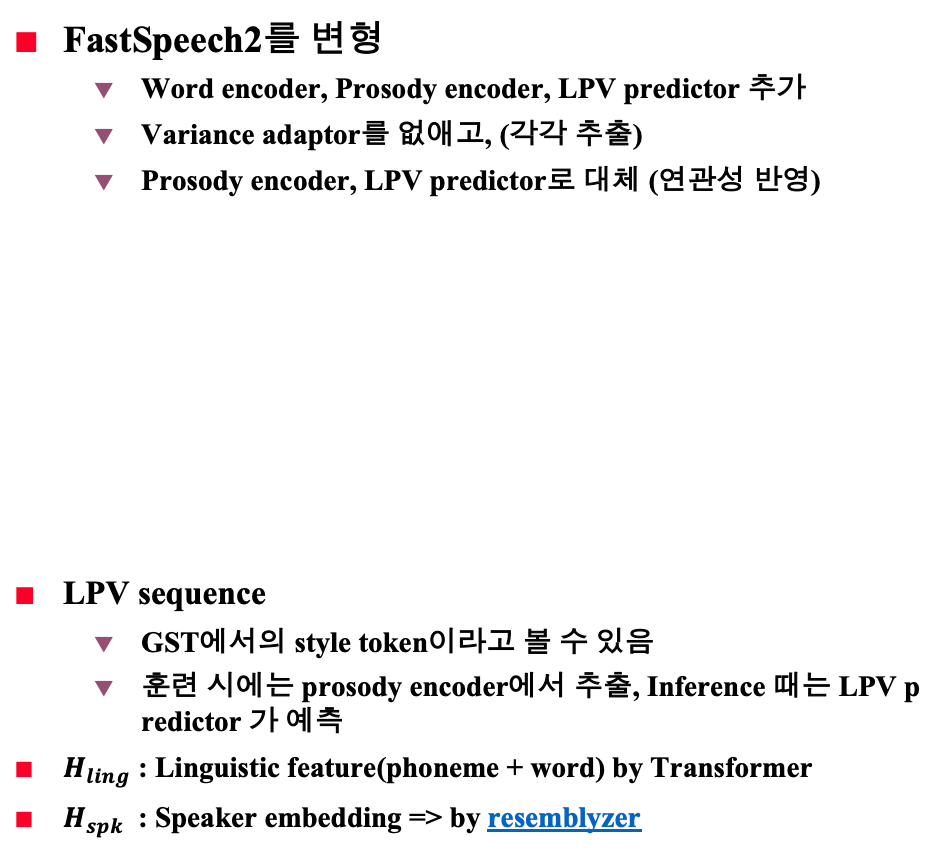 FastSpeech2를 변형
Word encoder, Prosody encoder, LPV predictor 추가
Variance adaptor를 없애고, (각각 추출)
Prosody encoder, LPV predictor로 대체 (연관성 반영)
LPV sequence
GST에서의 style token이라고 볼 수 있음
훈련 시에는 prosody encoder에서 추출, Inference 때는 LPV p
redictor 가 예측
H_ling : Linguistic feature(phoneme + word) by Transformer
H_spk : Speaker embedding => by resemblyzer